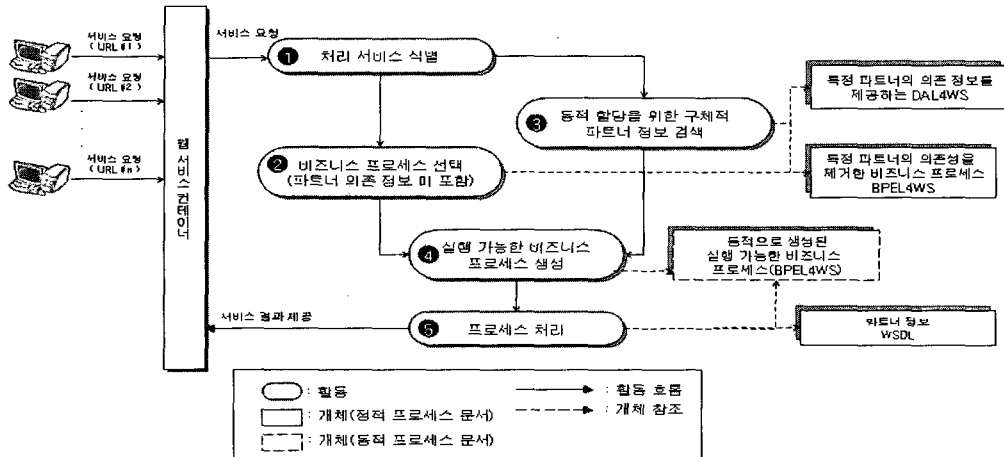 서비스 요청
( URL #1 )
서비스 요청
( URL #2 )
서비스 요청
( URL #n )
웹 서비스 컨테이너
서비스 요청
1 처리 서비스 식별
2 비즈니스 프로세스 선택
(파트너 의존 정보 미 포함)
3 동적 할당을 위한 구체적
파트너 정보 검색
특정 파트너의 의존 정보를
제공하는 DAL4WS
특정 파트너의 의존성을
제거한 비즈니스 프로세스
BPEL4WS
4 실행 가능한 비즈니스
프로세스 생성
동적으로 생성된
실행 가능한 비즈니스
프로세스(BPEL4WS)
서비스 결과 제공
5 프로세스 처리
파트너 정보
WSDL
: 활동
: 활동 흐름
: 개체(정적 프로세스 문서)
: 개체 참조
: 개체(동적 프로세스 문서)